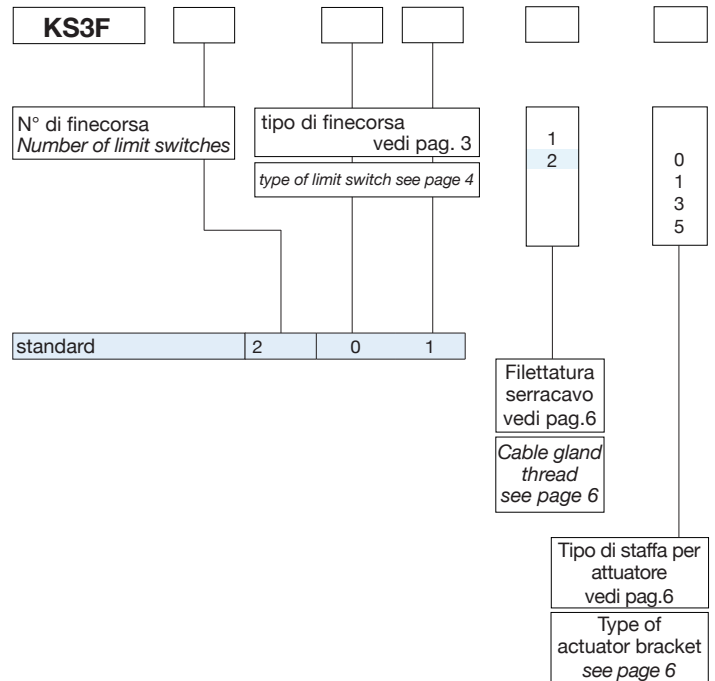 KS3F
N° di finecorsa
Number of limit switches
tipo di finecorsa
vedi pag. 3
type of limit switch see page 4
1
2
0
1
3
5
standard 2 0 1
Filettatura
serracavo
vedi pag.6
Cable gland
thread
see page 6
Tipo di staffa per
attuatore
vedi pag.6
Type of
actuator bracket
see page 6